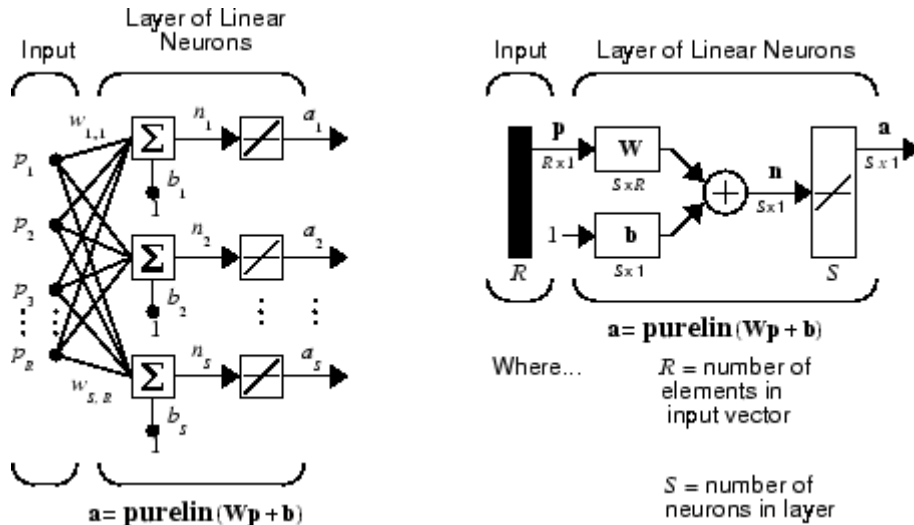 Layer of Linear
Neurons
Input
w1,1
n1
a1
p1
Σ
b1
1
p2
n2
a2
Σ
p3
b2
1
pR
nS
aS
Σ
wS,R
bS
1
a= purelin (Wp + b)
Input
Layer of Linear Neurons
p
W
a
R x 1
S x R
S x 1
n
+
S x 1
1
b
S x 1
R
S
a= purelin (Wp + b)
Where...
R = number of
elements in
input vector
S = number of
neurons in layer